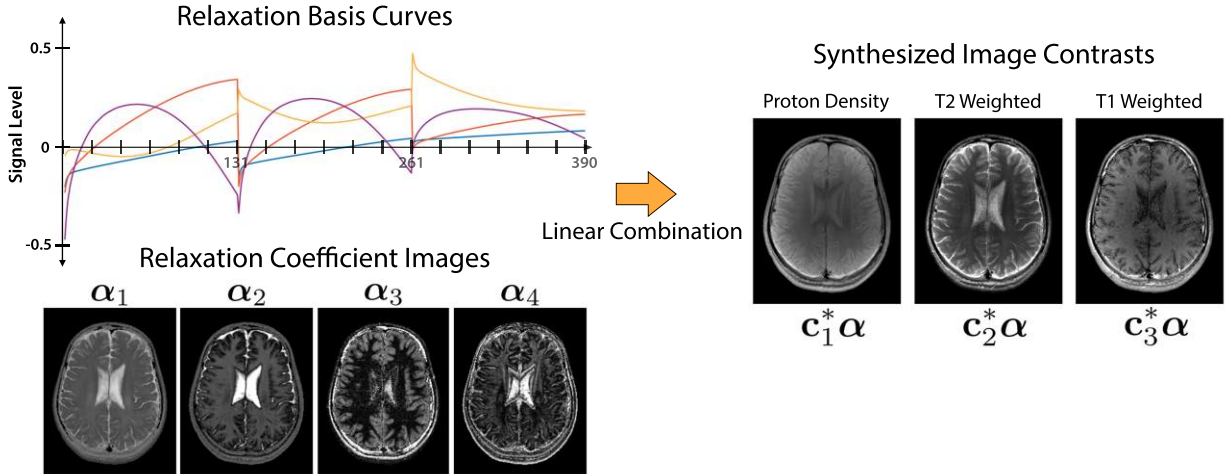 Relaxation Basis Curves
Signal Level
0.5
0
-0.5
131
261
390
Relaxation Coefficient Images
α₁ α₂ α₃ α₄
Linear Combination
Synthesized Image Contrasts
Proton Density T2 Weighted T1 Weighted
c₁*α c₂*α c₃*α